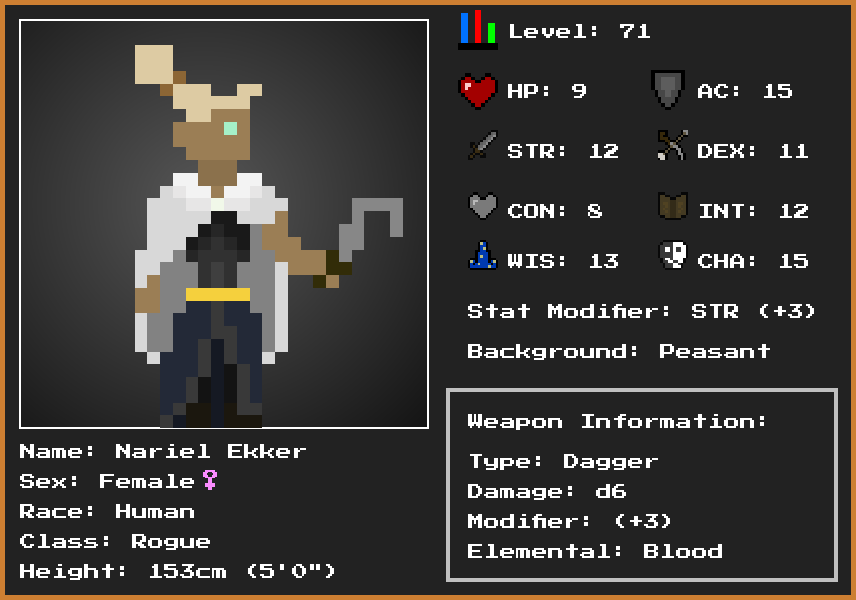 Level: 71
HP: 9
AC: 15
STR: 12
DEX: 11
CON: 8
INT: 12
WIS: 13
CHA: 15
Stat Modifier: STR (+3)
Background: Peasant
Weapon Information:
Type: Dagger
Damage: d6
Modifier: (+3)
Elemental: Blood
Name: Nariel Ekker
Sex: Female♀
Race: Human
Class: Rogue
Height: 153cm (5'0")